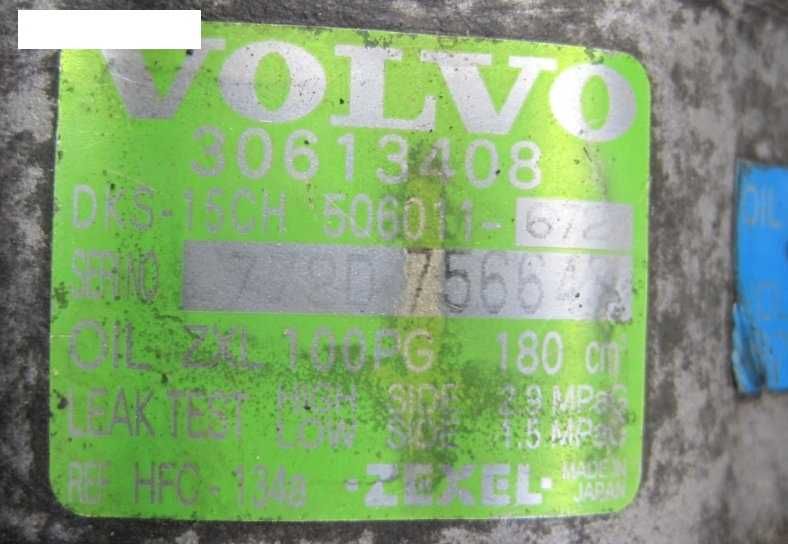 VOLVO
30613408
DKS-15CH 506011-672
SER.NO
OIL ZXL 100PG 180 cm³
LEAK TEST HIGH SIDE 2.9 MPaG
LOW SIDE 1.5 MPaG
REF HFC-134a ·ZEXEL· MADE IN JAPAN
OIL